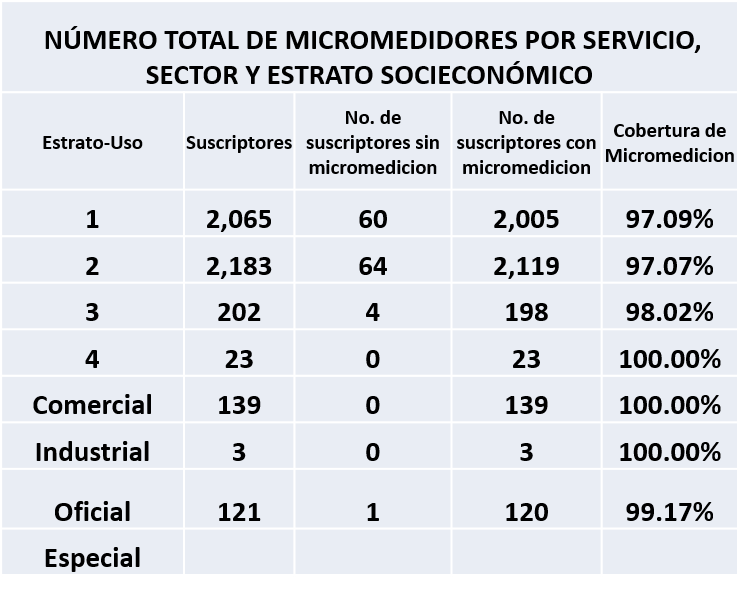 NÚMERO TOTAL DE MICROMEDIDORES POR SERVICIO,
SECTOR Y ESTRATO SOCIECONÓMICO
Estrato-Uso Suscriptores No. de suscriptores sin micromedicion No. de suscriptores con micromedicion Cobertura de Micromedicion
1 2,065 60 2,005 97.09%
2 2,183 64 2,119 97.07%
3 202 4 198 98.02%
4 23 0 23 100.00%
Comercial 139 0 139 100.00%
Industrial 3 0 3 100.00%
Oficial 121 1 120 99.17%
Especial